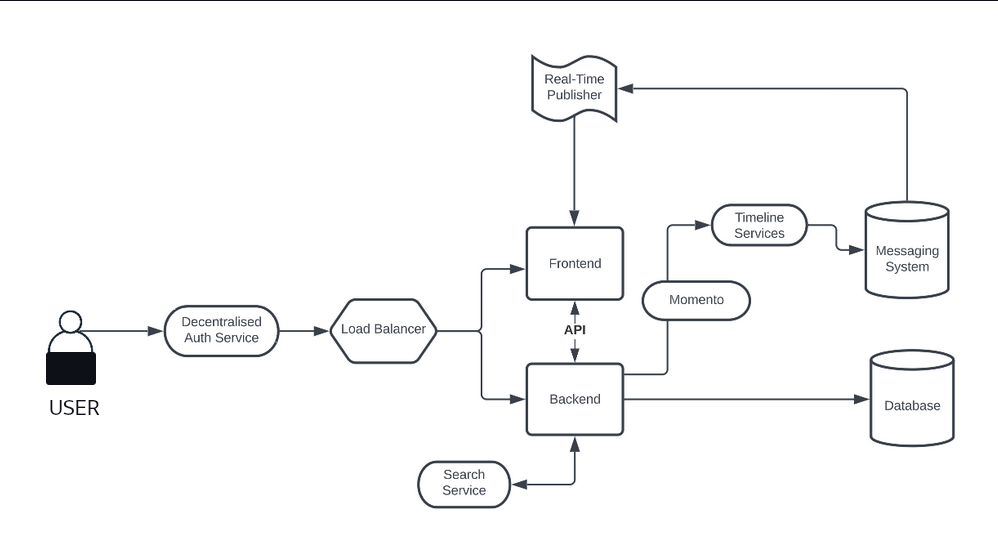 Real-Time
Publisher
Timeline
Services
Messaging
System
Frontend
Momento
Decentralised
Auth Service
Load Balancer
API
USER
Backend
Database
Search
Service